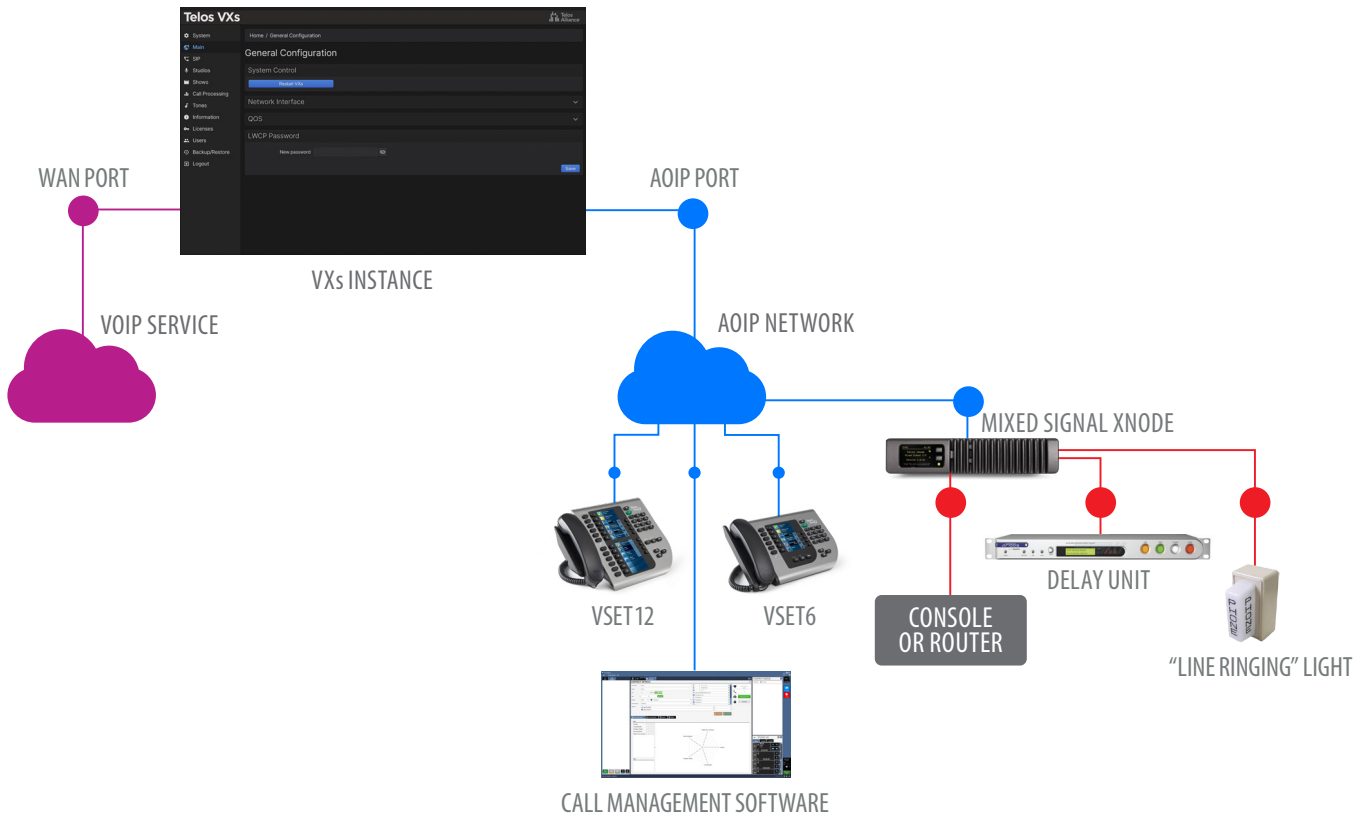 Telos VXs
Telos
Alliance
System
Main
SIP
Studios
Shows
Call Processing
Tones
Information
Licenses
Users
Backup/Restore
Logout
Home / General Configuration
General Configuration
System Control
Restart VXs
Network Interface
QOS
LWCP Password
New password
Save
WAN PORT
AOIP PORT
VXs INSTANCE
VOIP SERVICE
AOIP NETWORK
MIXED SIGNAL XNODE
VSET12
VSET6
DELAY UNIT
CONSOLE
OR ROUTER
“LINE RINGING” LIGHT
CALL MANAGEMENT SOFTWARE